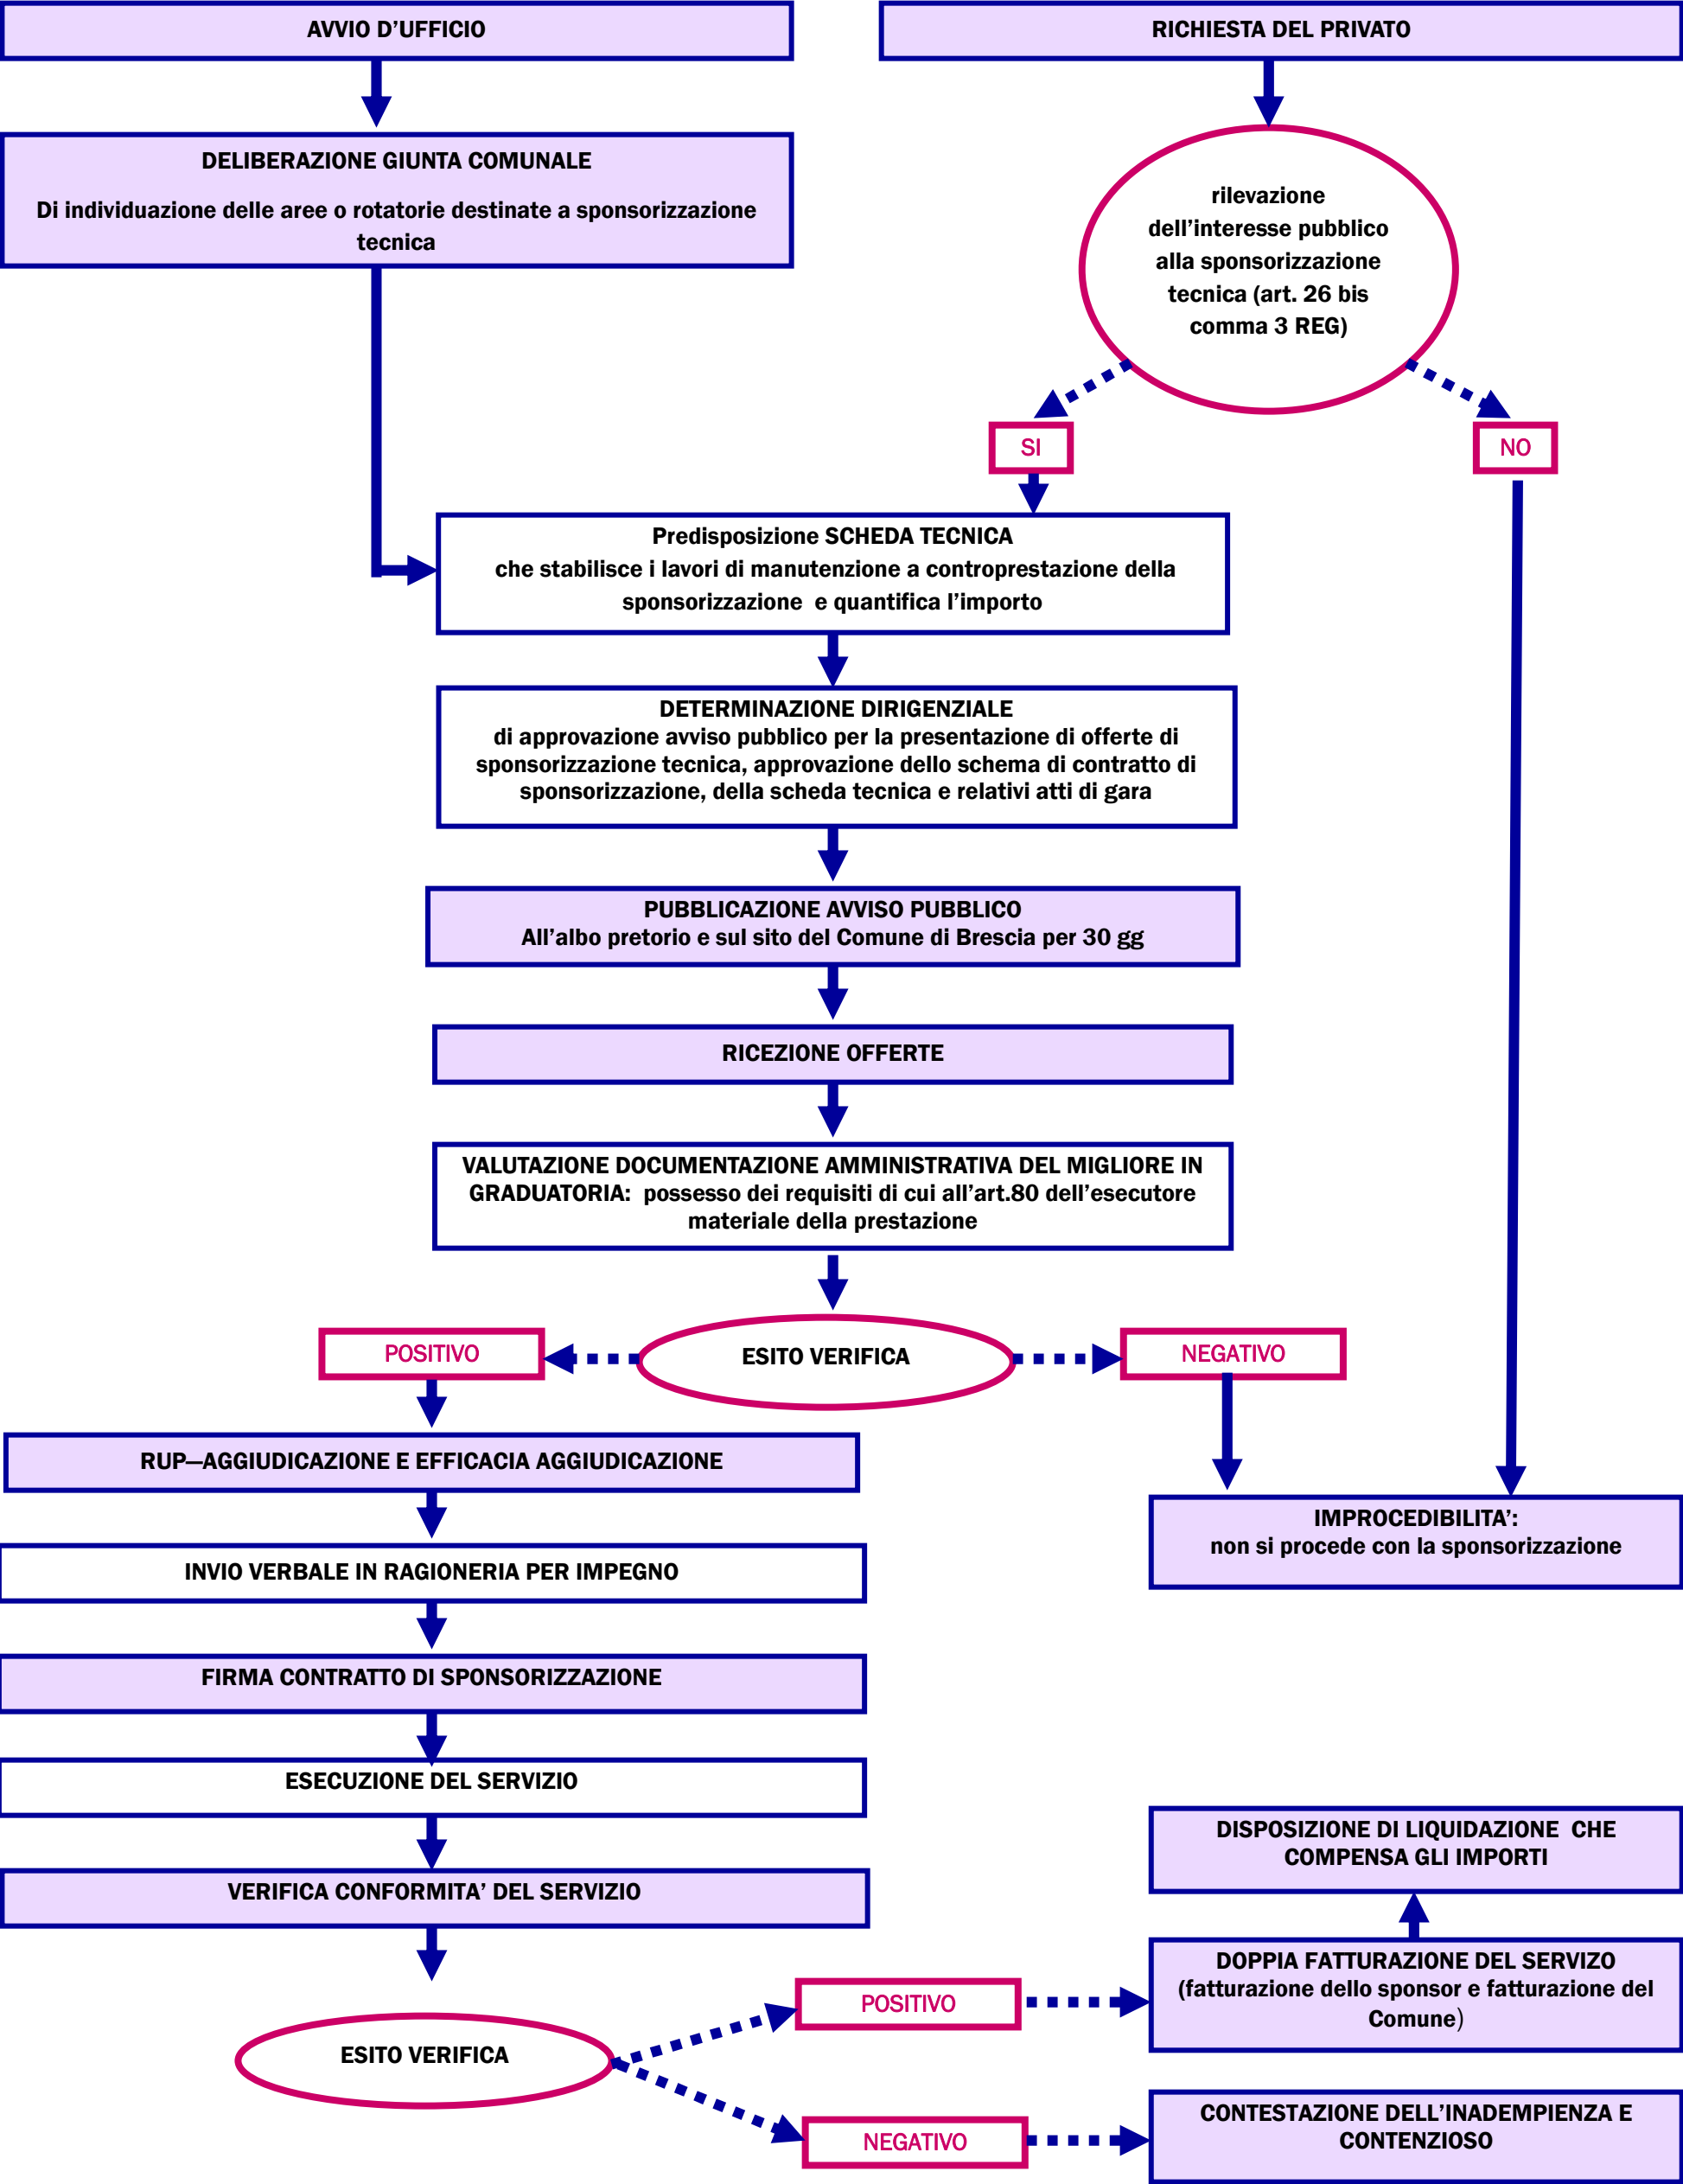 AVVIO D’UFFICIO
RICHIESTA DEL PRIVATO
DELIBERAZIONE GIUNTA COMUNALE
Di individuazione delle aree o rotatorie destinate a sponsorizzazione
tecnica
rilevazione
dell’interesse pubblico
alla sponsorizzazione
tecnica (art. 26 bis
comma 3 REG)
SI
NO
Predisposizione SCHEDA TECNICA
che stabilisce i lavori di manutenzione a controprestazione della
sponsorizzazione e quantifica l’importo
DETERMINAZIONE DIRIGENZIALE
di approvazione avviso pubblico per la presentazione di offerte di
sponsorizzazione tecnica, approvazione dello schema di contratto di
sponsorizzazione, della scheda tecnica e relativi atti di gara
PUBBLICAZIONE AVVISO PUBBLICO
All’albo pretorio e sul sito del Comune di Brescia per 30 gg
RICEZIONE OFFERTE
VALUTAZIONE DOCUMENTAZIONE AMMINISTRATIVA DEL MIGLIORE IN
GRADUATORIA: possesso dei requisiti di cui all’art.80 dell’esecutore
materiale della prestazione
POSITIVO
ESITO VERIFICA
NEGATIVO
RUP—AGGIUDICAZIONE E EFFICACIA AGGIUDICAZIONE
IMPROCEDIBILITA’:
non si procede con la sponsorizzazione
INVIO VERBALE IN RAGIONERIA PER IMPEGNO
FIRMA CONTRATTO DI SPONSORIZZAZIONE
ESECUZIONE DEL SERVIZIO
VERIFICA CONFORMITA’ DEL SERVIZIO
DISPOSIZIONE DI LIQUIDAZIONE CHE
COMPENSA GLI IMPORTI
DOPPIA FATTURAZIONE DEL SERVIZO
(fatturazione dello sponsor e fatturazione del
Comune)
POSITIVO
ESITO VERIFICA
NEGATIVO
CONTESTAZIONE DELL’INADEMPIENZA E
CONTENZIOSO